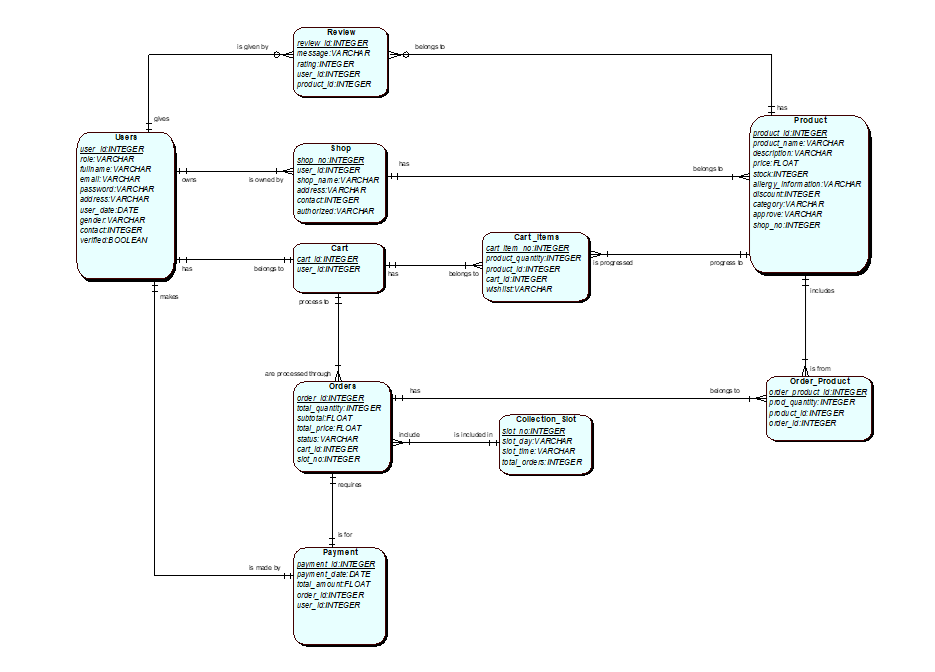 Review
review_id:INTEGER
message:VARCHAR
rating:INTEGER
user_id:INTEGER
product_id:INTEGER
is given by
belongs to
gives
has
Users
user_id:INTEGER
role:VARCHAR
fullname:VARCHAR
email:VARCHAR
password:VARCHAR
address:VARCHAR
user_date:DATE
gender:VARCHAR
contact:INTEGER
verified:BOOLEAN
owns
is owned by
Shop
shop_no:INTEGER
user_id:INTEGER
shop_name:VARCHAR
address:VARCHAR
contact:INTEGER
authorized:VARCHAR
has
belongs to
Product
product_id:INTEGER
product_name:VARCHAR
description:VARCHAR
price:FLOAT
stock:INTEGER
allergy_information:VARCHAR
discount:INTEGER
category:VARCHAR
approve:VARCHAR
shop_no:INTEGER
has
belongs to
Cart
cart_id:INTEGER
user_id:INTEGER
has
belongs to
Cart_Items
cart_item_no:INTEGER
product_quantity:INTEGER
product_id:INTEGER
cart_id:INTEGER
wishlist:VARCHAR
is progressed
progress to
makes
process to
includes
are processed through
is from
Orders
order_id:INTEGER
total_quantity:INTEGER
subtotal:FLOAT
total_price:FLOAT
status:VARCHAR
cart_id:INTEGER
slot_no:INTEGER
has
belongs to
Order_Product
order_product_id:INTEGER
prod_quantity:INTEGER
product_id:INTEGER
order_id:INTEGER
include
is included in
Collection_Slot
slot_no:INTEGER
slot_day:VARCHAR
slot_time:VARCHAR
total_orders:INTEGER
requires
is for
is made by
Payment
payment_id:INTEGER
payment_date:DATE
total_amount:FLOAT
order_id:INTEGER
user_id:INTEGER